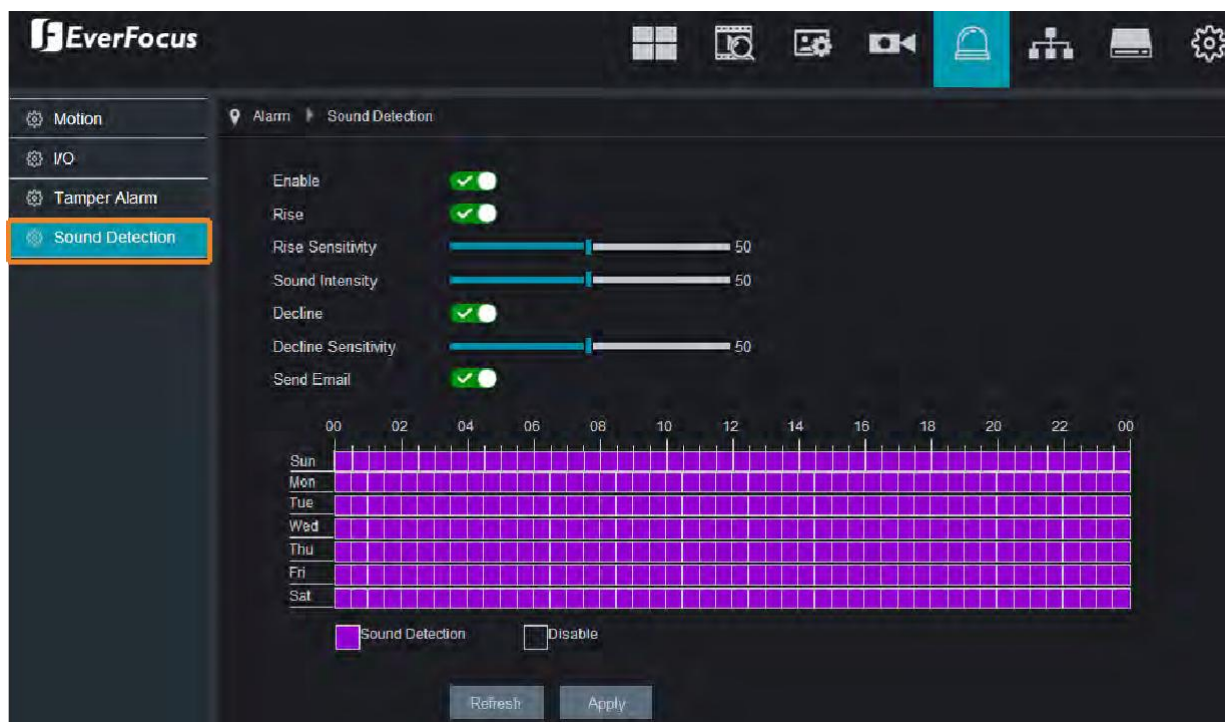 EverFocus
Motion
I/O
Tamper Alarm
Sound Detection
Alarm Sound Detection
Enable
Rise
Rise Sensitivity 50
Sound Intensity 50
Decline
Decline Sensitivity 50
Send Email
00 02 04 06 08 10 12 14 16 18 20 22 00
Sun
Mon
Tue
Wed
Thu
Fri
Sat
Sound Detection Disable
Refresh Apply